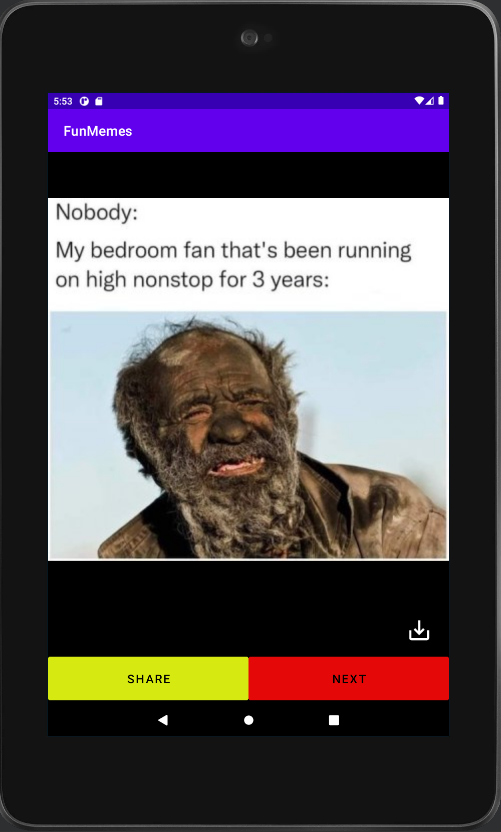 5:53
FunMemes
Nobody:
My bedroom fan that's been running
on high nonstop for 3 years:
SHARE
NEXT